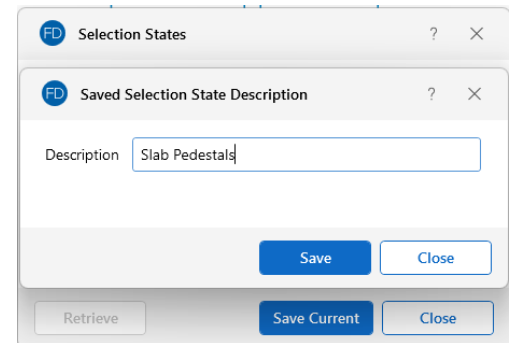 FD Selection States ?
FD Saved Selection State Description ?
Description Slab Pedestals
Save Close
Retrieve Save Current Close